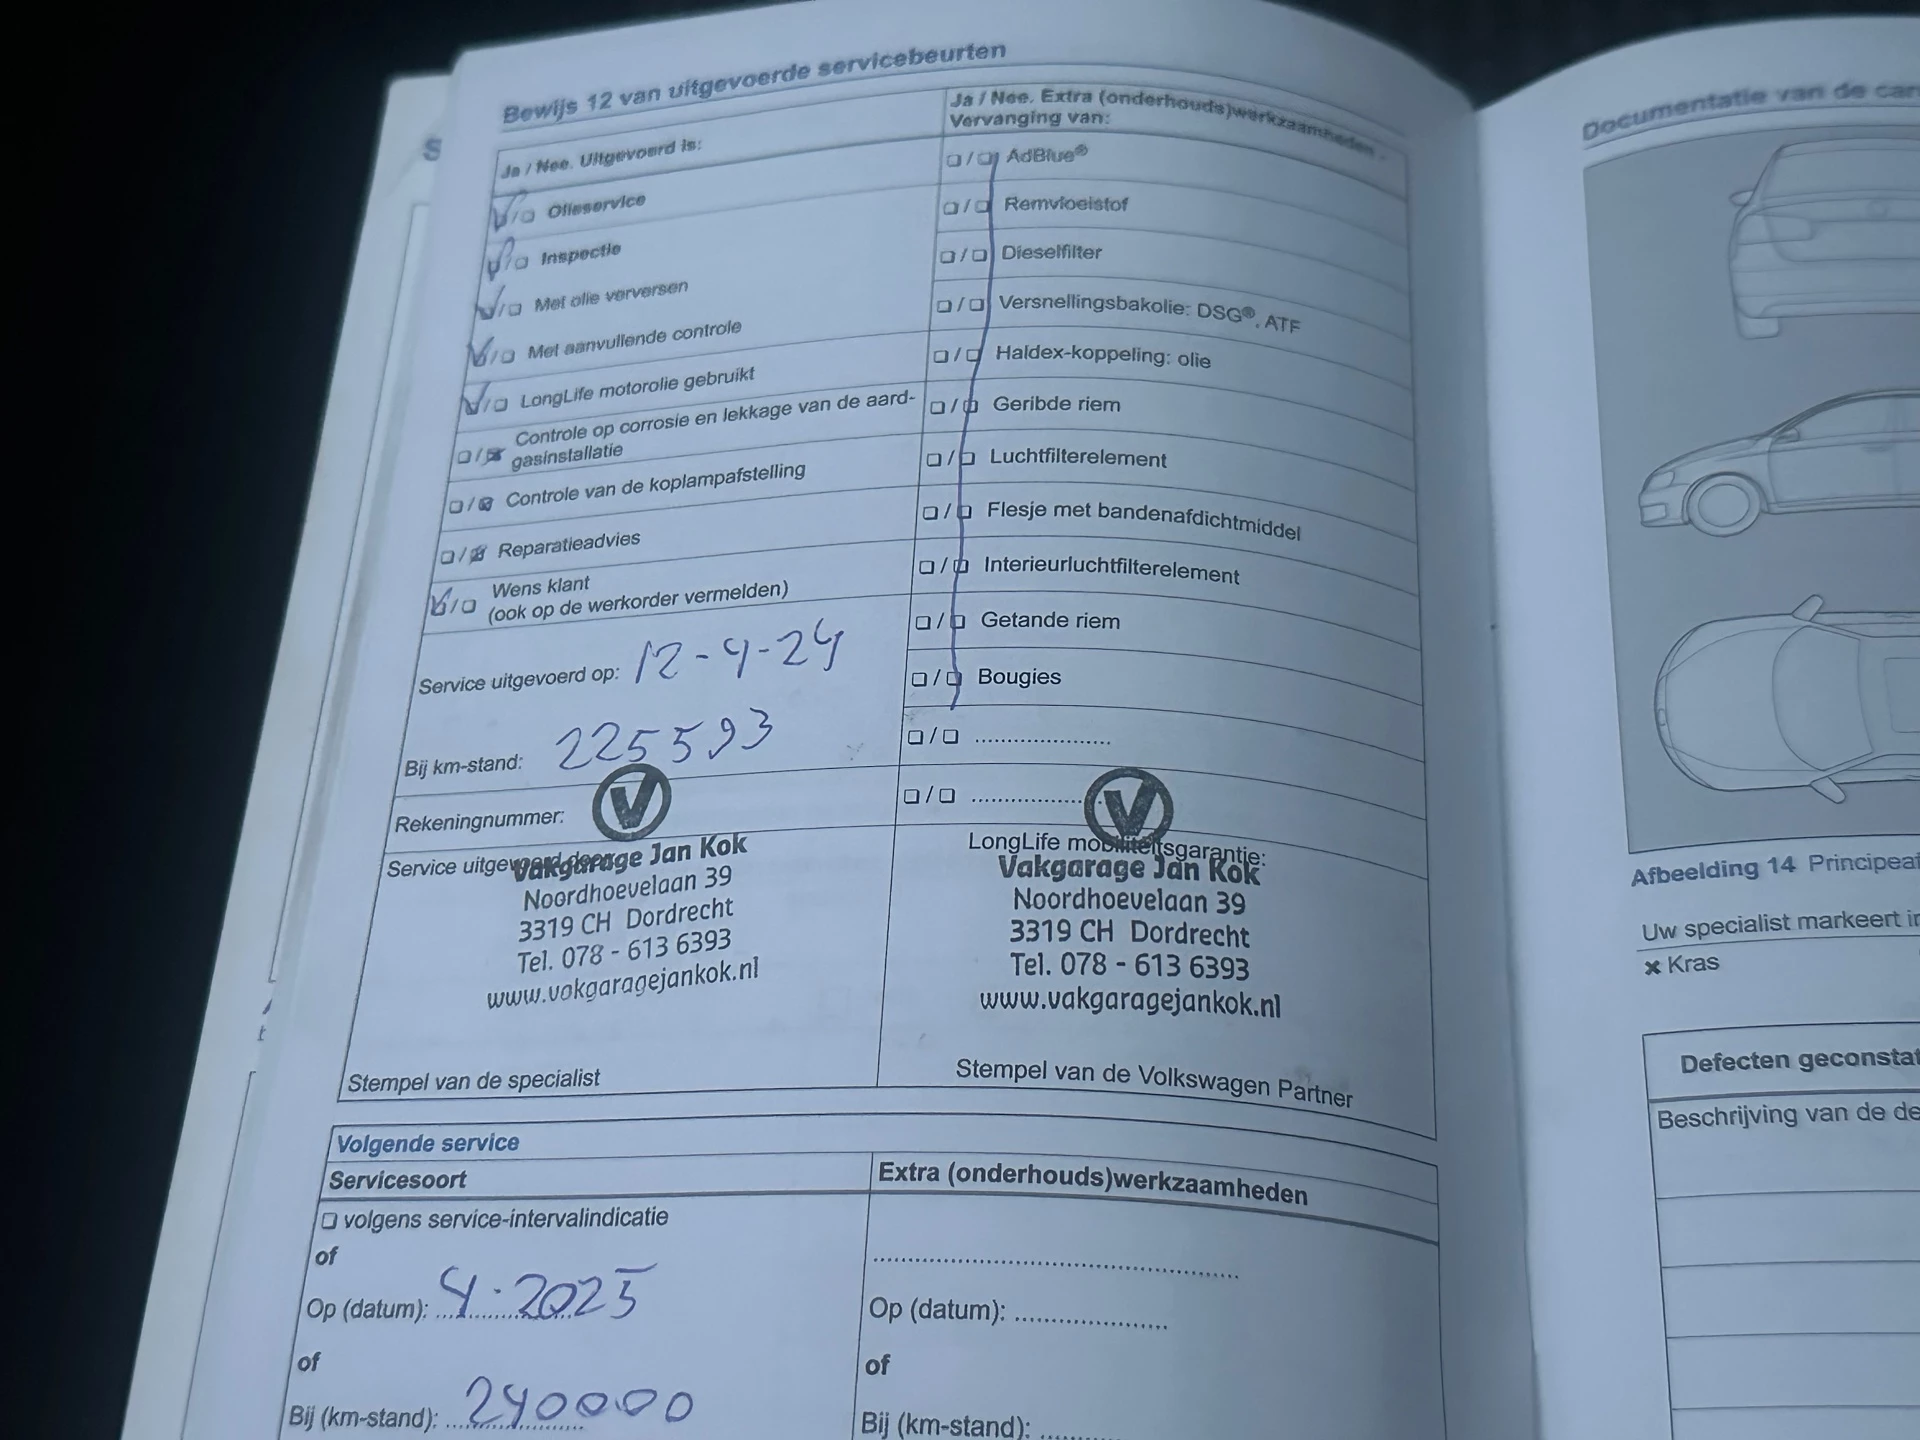 Bewijs 12 van uitgevoerde servicebeurten
Ja / Nee. Uitgevoerd is:
Olieservice
Inspectie
Met olie verversen
Met aanvullende controle
LongLife motorolie gebruikt
Controle op corrosie en lekkage van de aard-
gasinstallatie
Controle van de koplampafstelling
Reparatieadvies
Wens klant
(ook op de werkorder vermelden)
Service uitgevoerd op: 12-4-24
Bij km-stand: 225593
Rekeningnummer:
Service uitgevoerd door:
V
Vakgarage Jan Kok
Noordhoevelaan 39
3319 CH Dordrecht
Tel. 078 - 613 6393
www.vakgaragejankok.nl
Stempel van de specialist
Ja / Nee. Extra (onderhouds)werkzaamheden -
Vervanging van:
AdBlue®
Remvloeistof
Dieselfilter
Versnellingsbakolie: DSG®, ATF
Haldex-koppeling: olie
Geribde riem
Luchtfilterelement
Flesje met bandenafdichtmiddel
Interieurluchtfilterelement
Getande riem
Bougies
....................
....................
LongLife mobiliteitsgarantie:
V
Vakgarage Jan Kok
Noordhoevelaan 39
3319 CH Dordrecht
Tel. 078 - 613 6393
www.vakgaragejankok.nl
Stempel van de Volkswagen Partner
Volgende service
Servicesoort
volgens service-intervalindicatie
of
Op (datum): 4.2025
of
Bij (km-stand): 240000
Extra (onderhouds)werkzaamheden
Op (datum): ....................
of
Bij (km-stand): ....
Documentatie van de car
Afbeelding 14 Principeaf
Uw specialist markeert in
× Kras
Defecten geconstat
Beschrijving van de de